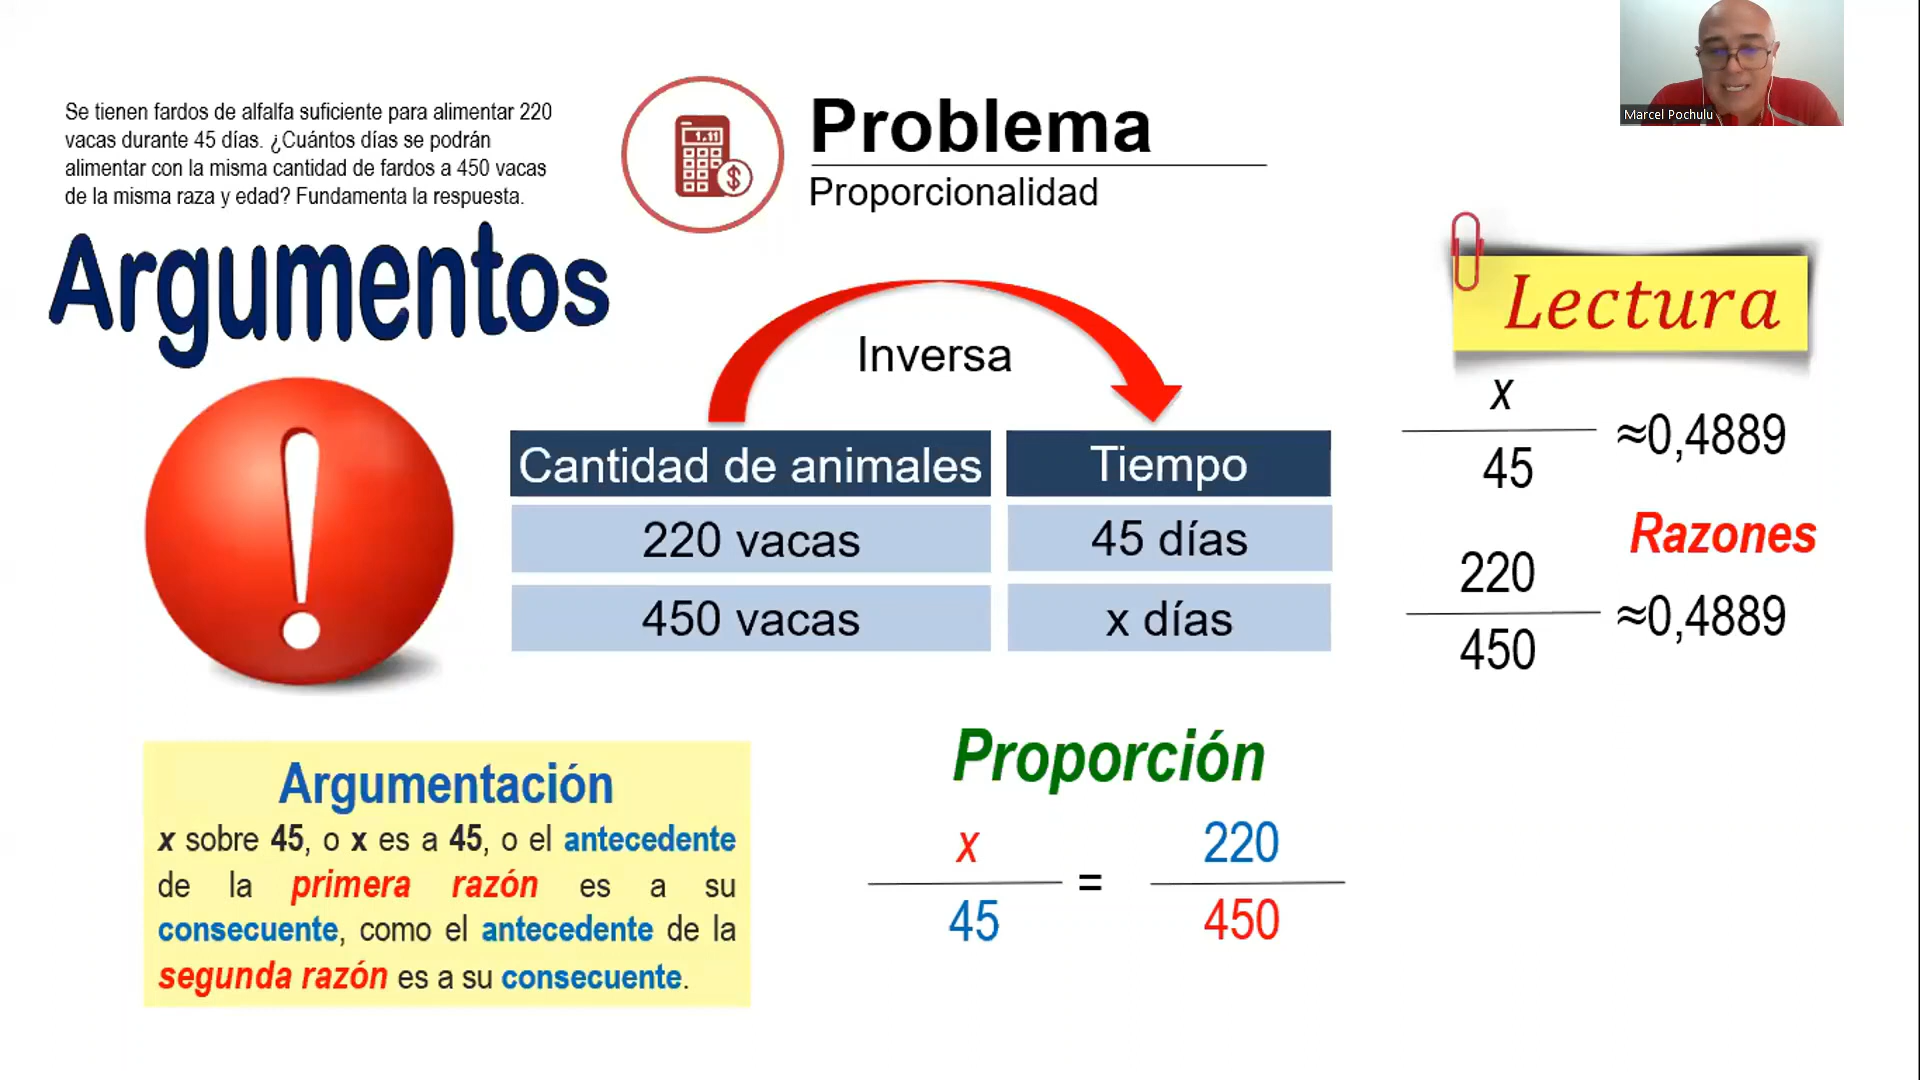 Se tienen fardos de alfalfa suficiente para alimentar 220
vacas durante 45 días. ¿Cuántos días se podrán
alimentar con la misma cantidad de fardos a 450 vacas
de la misma raza y edad? Fundamenta la respuesta.
1.11
$
Problema
Proporcionalidad
Marcel Pochulu
Argumentos
Inversa
Cantidad de animales Tiempo
220 vacas 45 días
450 vacas x días
Lectura
x
45
≈0,4889
Razones
220
450
≈0,4889
Argumentación
x sobre 45, o x es a 45, o el antecedente
de la primera razón es a su
consecuente, como el antecedente de la
segunda razón es a su consecuente.
Proporción
x = 220
45 450